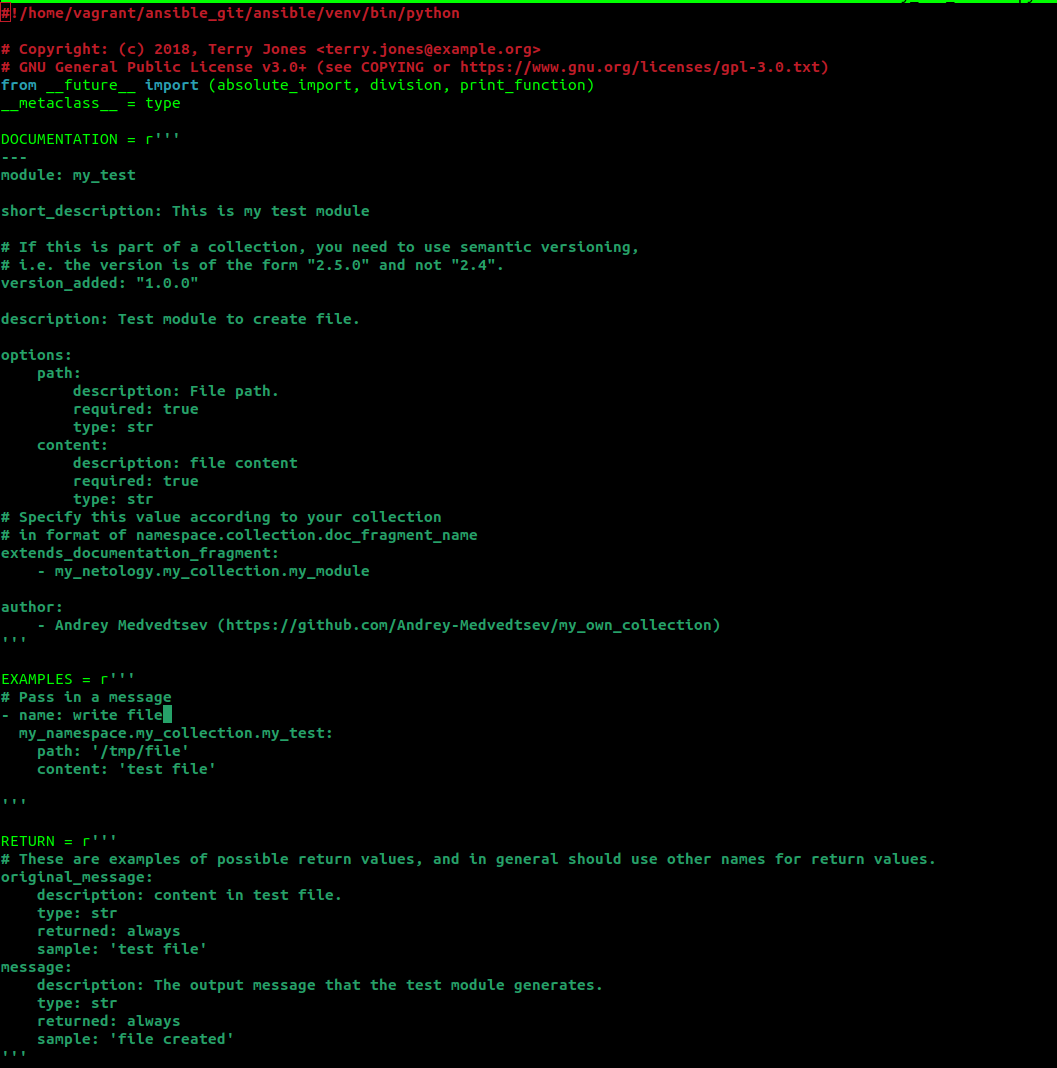 #!/home/vagrant/ansible_git/ansible/venv/bin/python

# Copyright: (c) 2018, Terry Jones <terry.jones@example.org>
# GNU General Public License v3.0+ (see COPYING or https://www.gnu.org/licenses/gpl-3.0.txt)
from __future__ import (absolute_import, division, print_function)
__metaclass__ = type

DOCUMENTATION = r'''
---
module: my_test

short_description: This is my test module

# If this is part of a collection, you need to use semantic versioning,
# i.e. the version is of the form "2.5.0" and not "2.4".
version_added: "1.0.0"

description: Test module to create file.

options:
    path:
        description: File path.
        required: true
        type: str
    content:
        description: file content
        required: true
        type: str
# Specify this value according to your collection
# in format of namespace.collection.doc_fragment_name
extends_documentation_fragment:
    - my_netology.my_collection.my_module

author:
    - Andrey Medvedtsev (https://github.com/Andrey-Medvedtsev/my_own_collection)
'''

EXAMPLES = r'''
# Pass in a message
- name: write file
  my_namespace.my_collection.my_test:
    path: '/tmp/file'
    content: 'test file'

'''

RETURN = r'''
# These are examples of possible return values, and in general should use other names for return values.
original_message:
    description: content in test file.
    type: str
    returned: always
    sample: 'test file'
message:
    description: The output message that the test module generates.
    type: str
    returned: always
    sample: 'file created'
'''